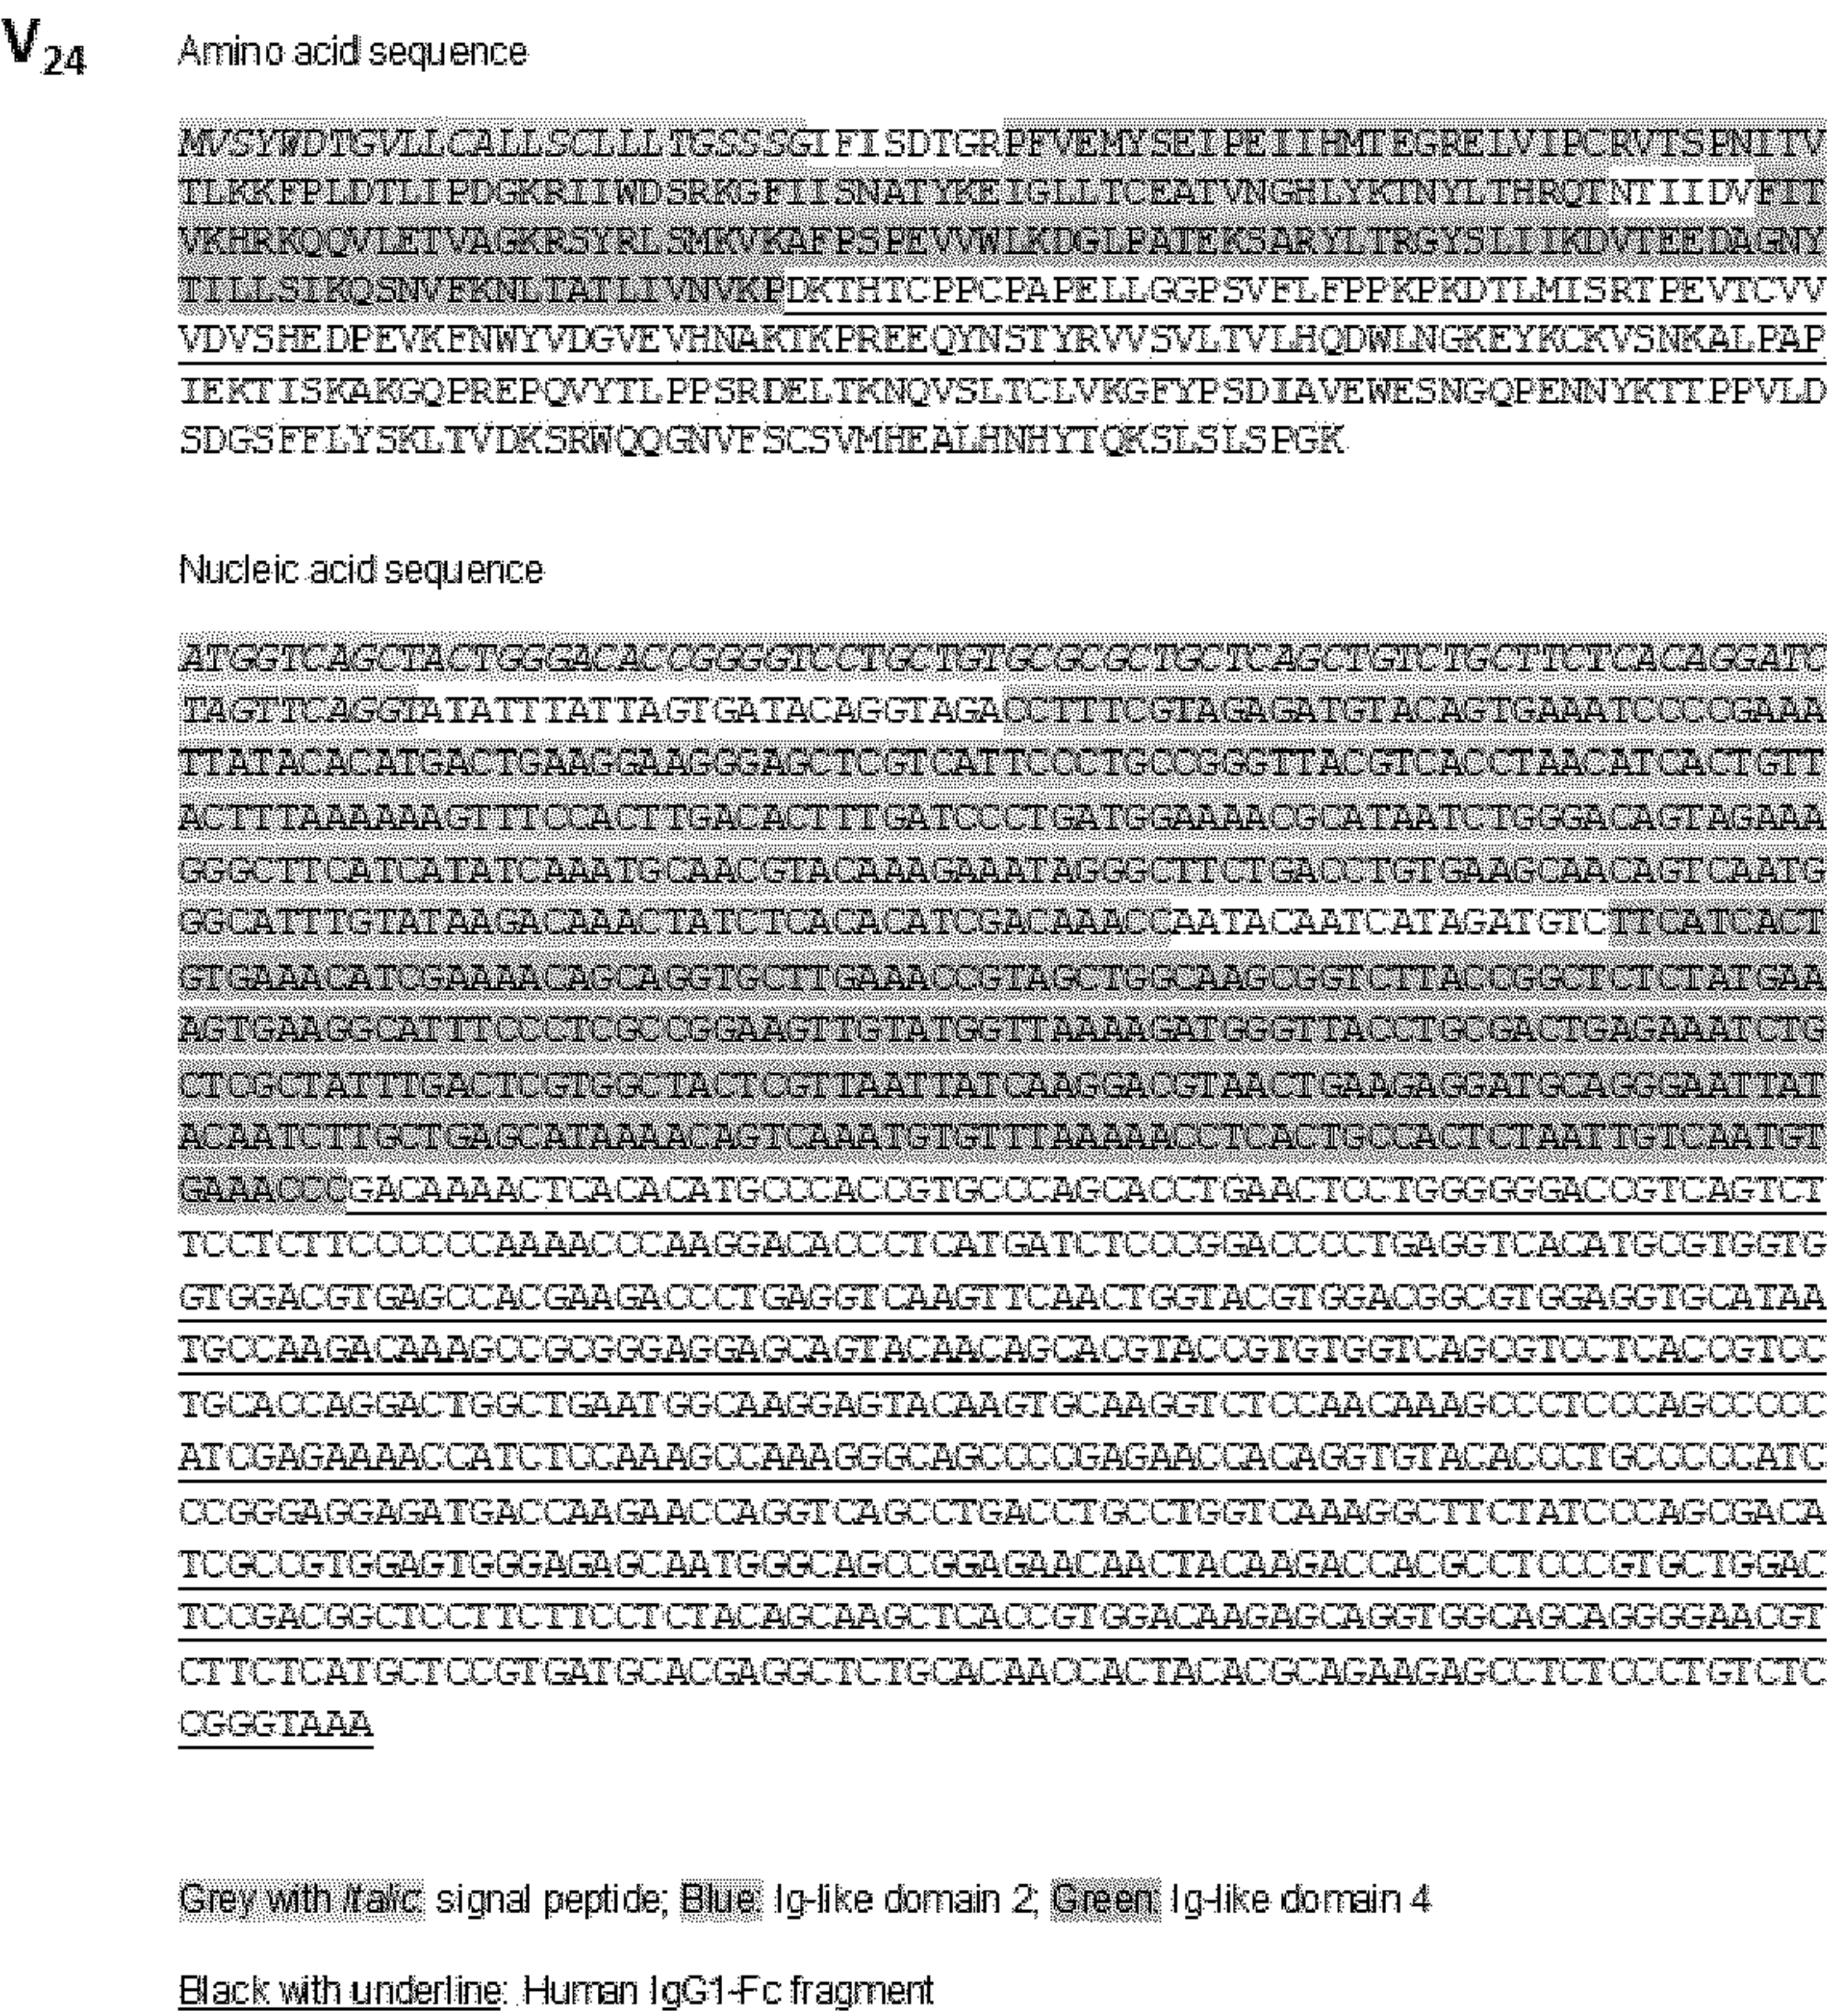 V24
Amino acid sequence
MVSYWDTGVLLCALLSCLLLTGSSSGIFISDTGRPFVEMYSEIPEIIHMTEGRELVIPCRVTSPNITV
TLKKFPLDTLIPDGKRIIWDSRKGFIISNATYKEIGLLTCEATVNGHLYKTNYLTHRQTNTIIDVFIT
VKHRKQQVLETVAGKRSYRLSMKVKAFPSPEVVWLKDGLPATEKSARYLTRGYSLIIKDVTEEDAGNY
TILLSIKQSNVFKNLTATLIVNVKPDKTHTCPPCPAPELLGGPSVFLFPPKPKDTLMISRTPEVTCVV
VDVSHEDPEVKFNWYVDGVEVHNAKTKPREEQYNSTYRVVSVLTVLHQDWLNGKEYKCKVSNKALPAP
IEKTISKAKGQPREPQVYTLPPSRDELTKNQVSLTCLVKGFYPSDIAVEWESNGQPENNYKTTPPVLD
SDGSFFLYSKLTVDKSRWQQGNVFSCSVMHEALHNHYTQKSLSLSPGK
Nucleic acid sequence
ATGGTCAGCTACTGGGACACCGGGGTCCTGCTGTGCGCGCTGCTCAGCTGTCTGCTTCTCACAGGATC
TAGTTCAGGTATATTTATTAGTGATACAGGTAGACCTTTCGTAGAGATGTACAGTGAAATCCCCGAAA
TTATACACATGACTGAAGGAAGGGAGCTCGTCATTCCCTGCCGGGTTACGTCACCTAACATCACTGTT
ACTTTAAAAAAGTTTCCACTTGACACTTTGATCCCTGATGGAAAACGCATAATCTGGGACAGTAGAAA
GGGCTTCATCATATCAAATGCAACGTACAAAGAAATAGGGCTTCTGACCTGTGAAGCAACAGTCAATG
GGCATTTGTATAAGACAAACTATCTCACACATCGACAAACCAATACAATCATAGATGTCTTCATCACT
GTGAAACATCGAAAACAGCAGGTGCTTGAAACCGTAGCTGGCAAGCGGTCTTACCGGCTCTCTATGAA
AGTGAAGGCATTTCCCTCGCCGGAAGTTGTATGGTTAAAAGATGGGTTACCTGCGACTGAGAAATCTG
CTCGCTATTTGACTCGTGGCTACTCGTTAATTATCAAGGACGTAACTGAAGAGGATGCAGGGAATTAT
ACAATCTTGCTGAGCATAAAACAGTCAAATGTGTTTAAAAACCTCACTGCCACTCTAATTGTCAATGT
GAAACCCGACAAAACTCACACATGCCCACCGTGCCCAGCACCTGAACTCCTGGGGGGACCGTCAGTCT
TCCTCTTCCCCCCAAAACCCAAGGACACCCTCATGATCTCCCGGACCCCTGAGGTCACATGCGTGGTG
GTGGACGTGAGCCACGAAGACCCTGAGGTCAAGTTCAACTGGTACGTGGACGGCGTGGAGGTGCATAA
TGCCAAGACAAAGCCGCGGGAGGAGCAGTACAACAGCACGTACCGTGTGGTCAGCGTCCTCACCGTCC
TGCACCAGGACTGGCTGAATGGCAAGGAGTACAAGTGCAAGGTCTCCAACAAAGCCCTCCCAGCCCCC
ATCGAGAAAACCATCTCCAAAGCCAAAGGGCAGCCCCGAGAACCACAGGTGTACACCCTGCCCCCATC
CCGGGAGGAGATGACCAAGAACCAGGTCAGCCTGACCTGCCTGGTCAAAGGCTTCTATCCCAGCGACA
TCGCCGTGGAGTGGGAGAGCAATGGGCAGCCGGAGAACAACTACAAGACCACGCCTCCCGTGCTGGAC
TCCGACGGCTCCTTCTTCCTCTACAGCAAGCTCACCGTGGACAAGAGCAGGTGGCAGCAGGGGAACGT
CTTCTCATGCTCCGTGATGCACGAGGCTCTGCACAACCACTACACGCAGAAGAGCCTCTCCCTGTCTC
CGGGTAAA
Grey with Italic: signal peptide; Blue: Ig-like domain 2; Green: Ig-like domain 4
Black with underline: Human IgG1-Fc fragment